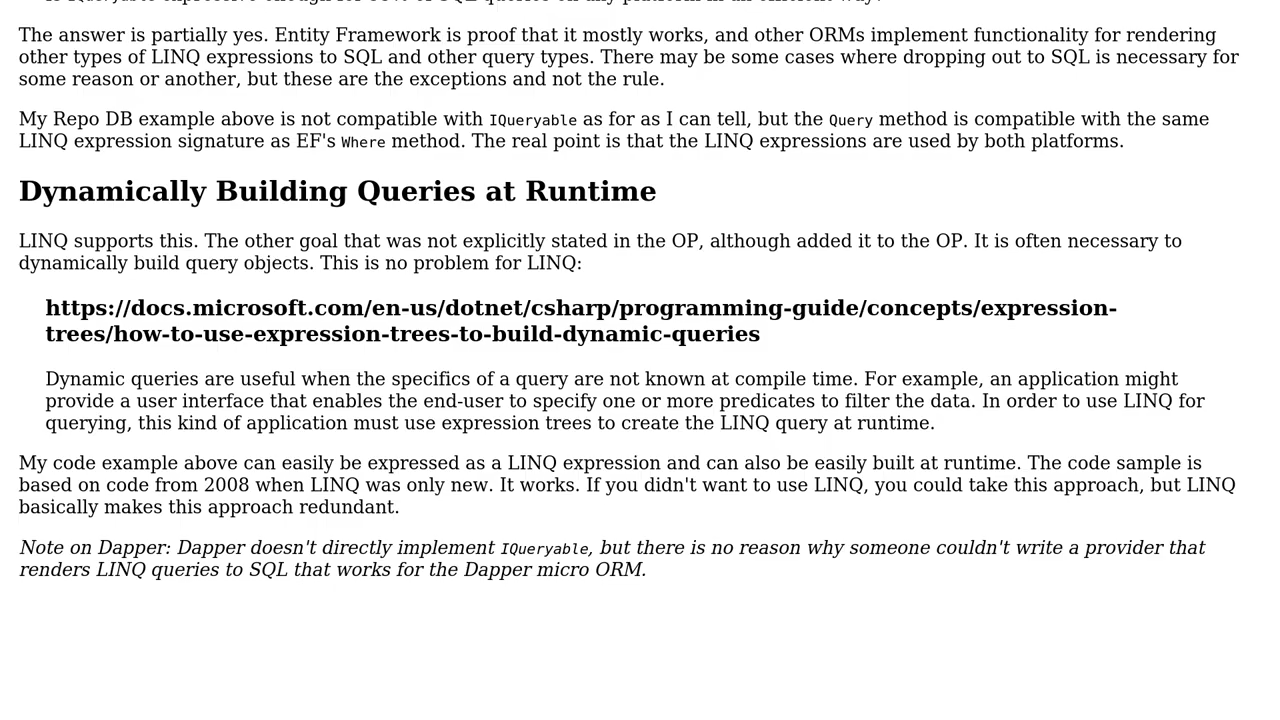 The answer is partially yes. Entity Framework is proof that it mostly works, and other ORMs implement functionality for rendering
other types of LINQ expressions to SQL and other query types. There may be some cases where dropping out to SQL is necessary for
some reason or another, but these are the exceptions and not the rule.
My Repo DB example above is not compatible with IQueryable as for as I can tell, but the Query method is compatible with the same
LINQ expression signature as EF's Where method. The real point is that the LINQ expressions are used by both platforms.
Dynamically Building Queries at Runtime
LINQ supports this. The other goal that was not explicitly stated in the OP, although added it to the OP. It is often necessary to
dynamically build query objects. This is no problem for LINQ:
https://docs.microsoft.com/en-us/dotnet/csharp/programming-guide/concepts/expression-
trees/how-to-use-expression-trees-to-build-dynamic-queries
Dynamic queries are useful when the specifics of a query are not known at compile time. For example, an application might
provide a user interface that enables the end-user to specify one or more predicates to filter the data. In order to use LINQ for
querying, this kind of application must use expression trees to create the LINQ query at runtime.
My code example above can easily be expressed as a LINQ expression and can also be easily built at runtime. The code sample is
based on code from 2008 when LINQ was only new. It works. If you didn't want to use LINQ, you could take this approach, but LINQ
basically makes this approach redundant.
Note on Dapper: Dapper doesn't directly implement IQueryable, but there is no reason why someone couldn't write a provider that
renders LINQ queries to SQL that works for the Dapper micro ORM.